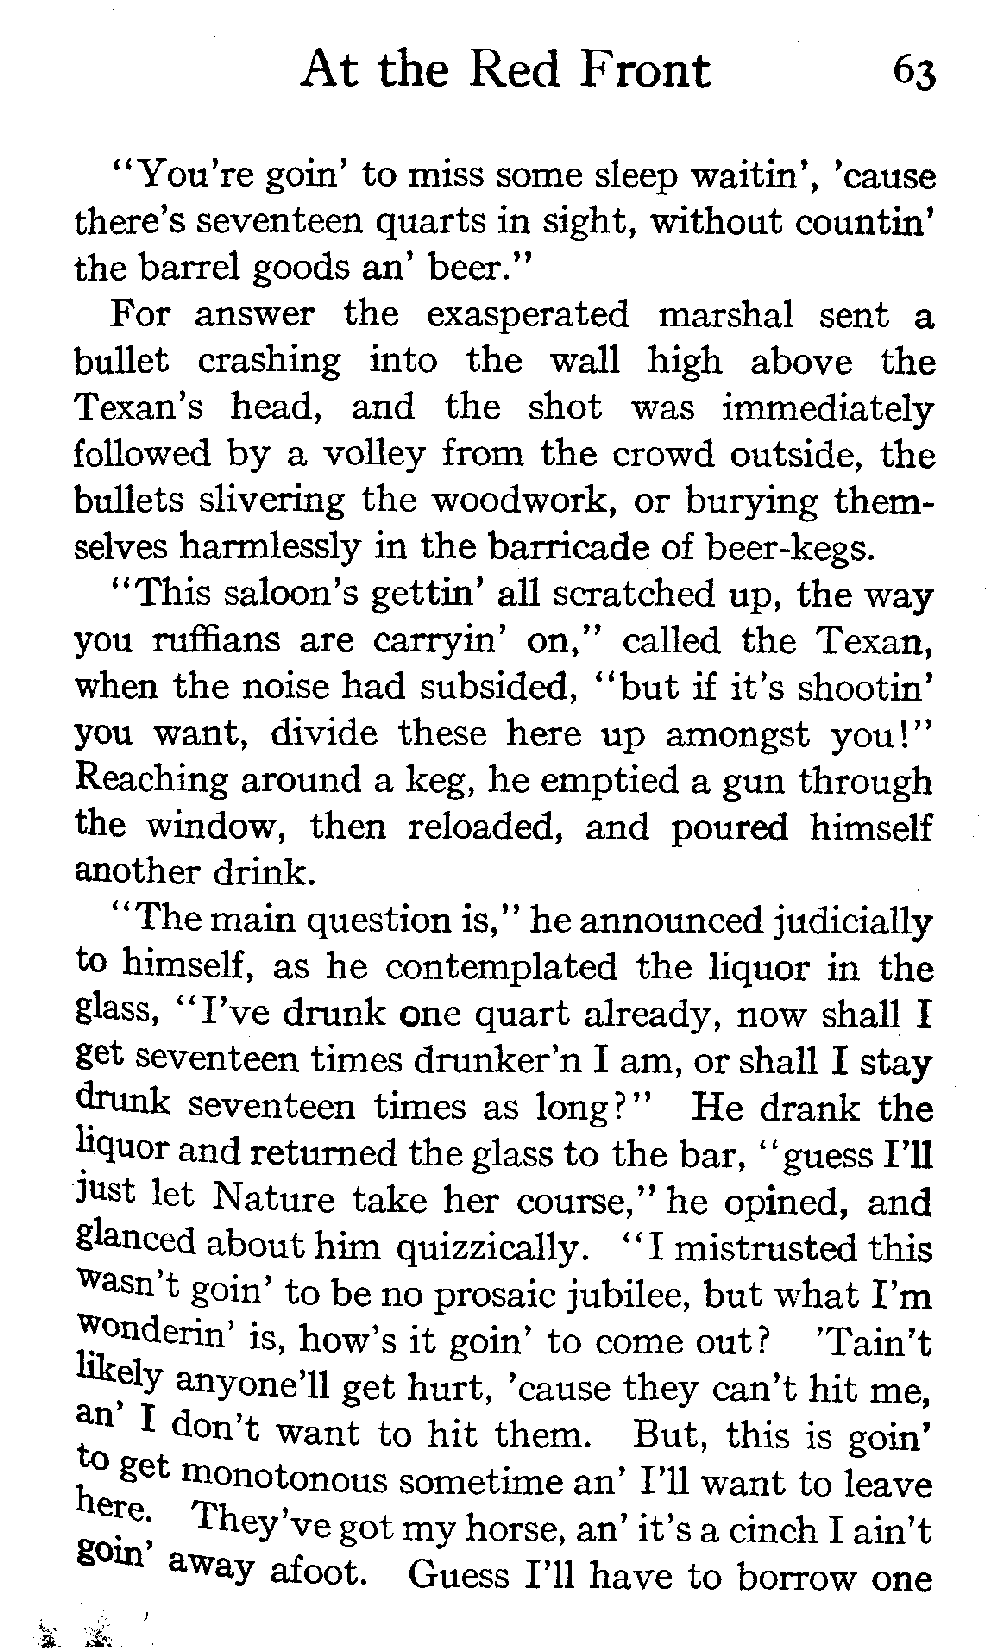 At the Red Front 63
"You're goin' to miss some sleep waitin', 'cause
there's seventeen quarts in sight, without countin'
the barrel goods an' beer."
For answer the exasperated marshal sent a
bullet crashing into the wall high above the
Texan's head, and the shot was immediately
followed by a volley from the crowd outside, the
bullets slivering the woodwork, or burying them-
selves harmlessly in the barricade of beer-kegs.
"This saloon's gettin' all scratched up, the way
you ruffians are carryin' on," called the Texan,
when the noise had subsided, "but if it's shootin'
you want, divide these here up amongst you!"
Reaching around a keg, he emptied a gun through
the window, then reloaded, and poured himself
another drink.
"The main question is," he announced judicially
to himself, as he contemplated the liquor in the
glass, "I've drunk one quart already, now shall I
get seventeen times drunker'n I am, or shall I stay
drunk seventeen times as long?" He drank the
liquor and returned the glass to the bar, "guess I'll
just let Nature take her course," he opined, and
glanced about him quizzically. "I mistrusted this
wasn't goin' to be no prosaic jubilee, but what I'm
wonderin' is, how's it goin' to come out? 'Tain't
likely anyone'll get hurt, 'cause they can't hit me,
an' I don't want to hit them. But, this is goin'
to get monotonous sometime an' I'll want to leave
here. They've got my horse, an' it's a cinch I ain't
goin' away afoot. Guess I'll have to borrow one